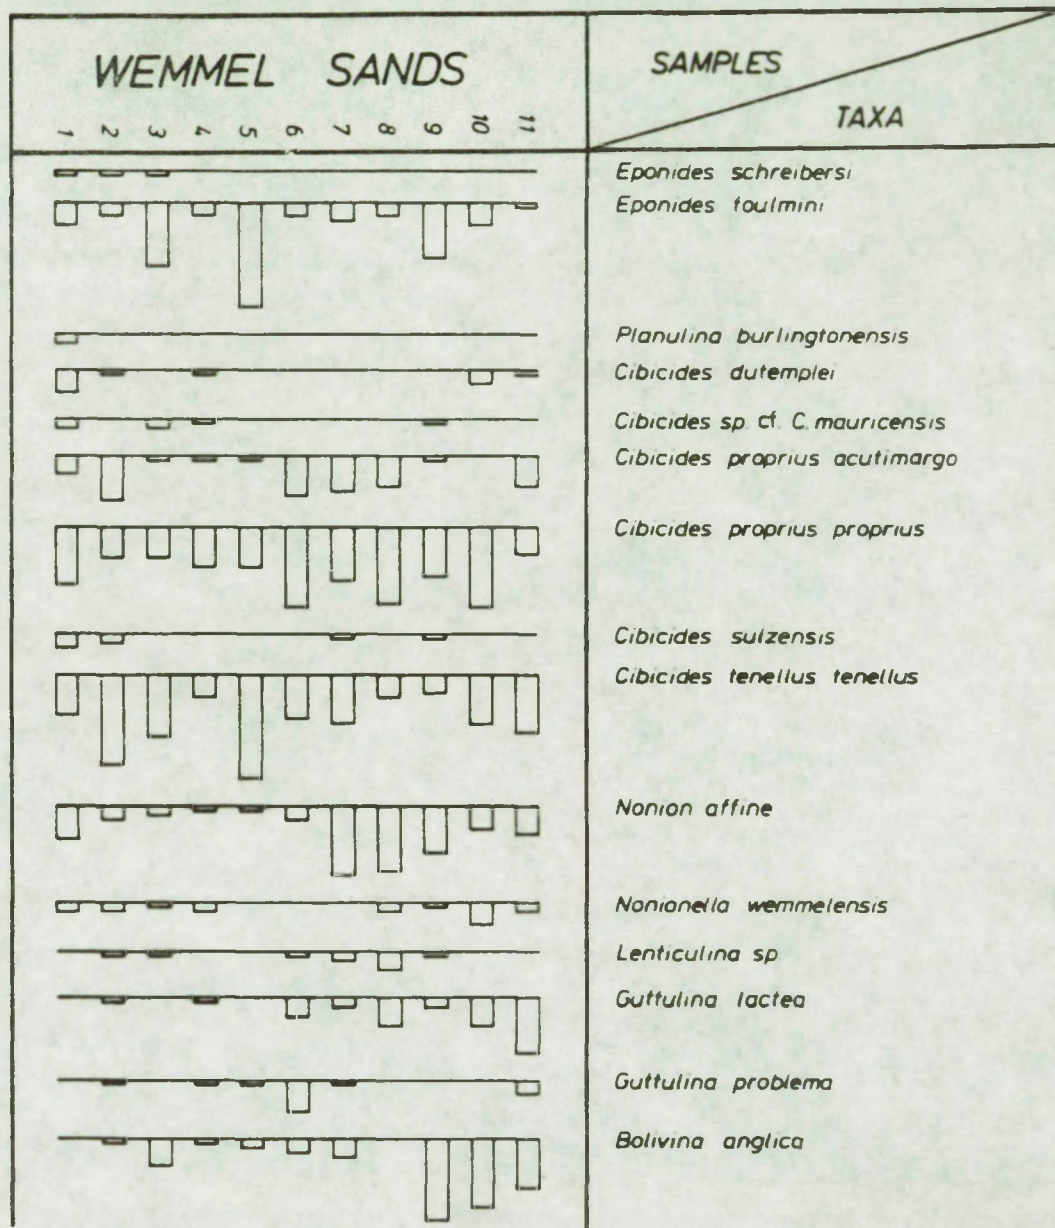 WEMMEL SANDS
SAMPLES
TAXA
1 2 3 4 5 6 7 8 9 10 11
Eponides schreibersi
Eponides toulmini
Planulina burlingtonensis
Cibicides dutemplei
Cibicides sp. cf. C. mauricensis
Cibicides proprius acutimargo
Cibicides proprius proprius
Cibicides sulzensis
Cibicides tenellus tenellus
Nonion affine
Nonionella wemmelensis
Lenticulina sp
Guttulina lactea
Guttulina problema
Bolivina anglica